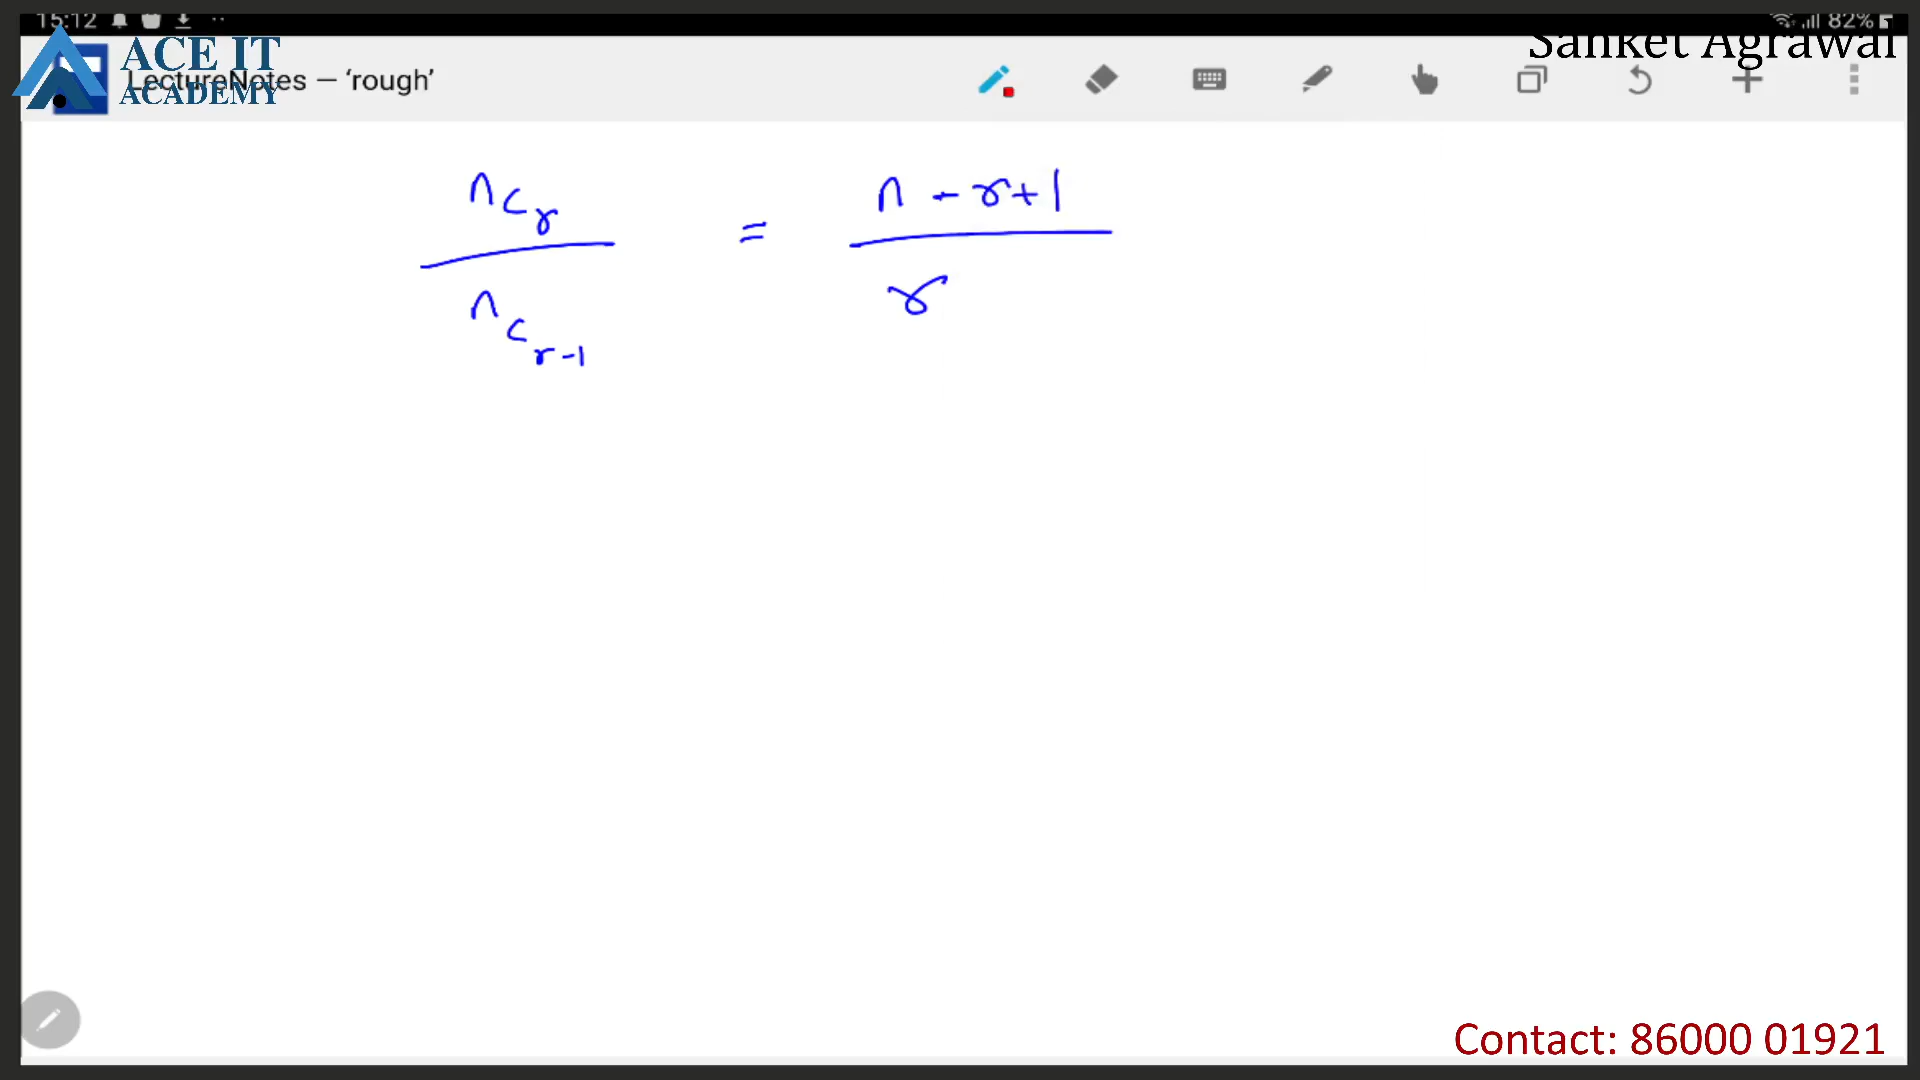 15:12
82%
ACE IT
ACADEMY
LectureNotes — ‘rough’
Sanket Agrawal
nCr / nCr-1 = n - r + 1 / r
Contact: 86000 01921